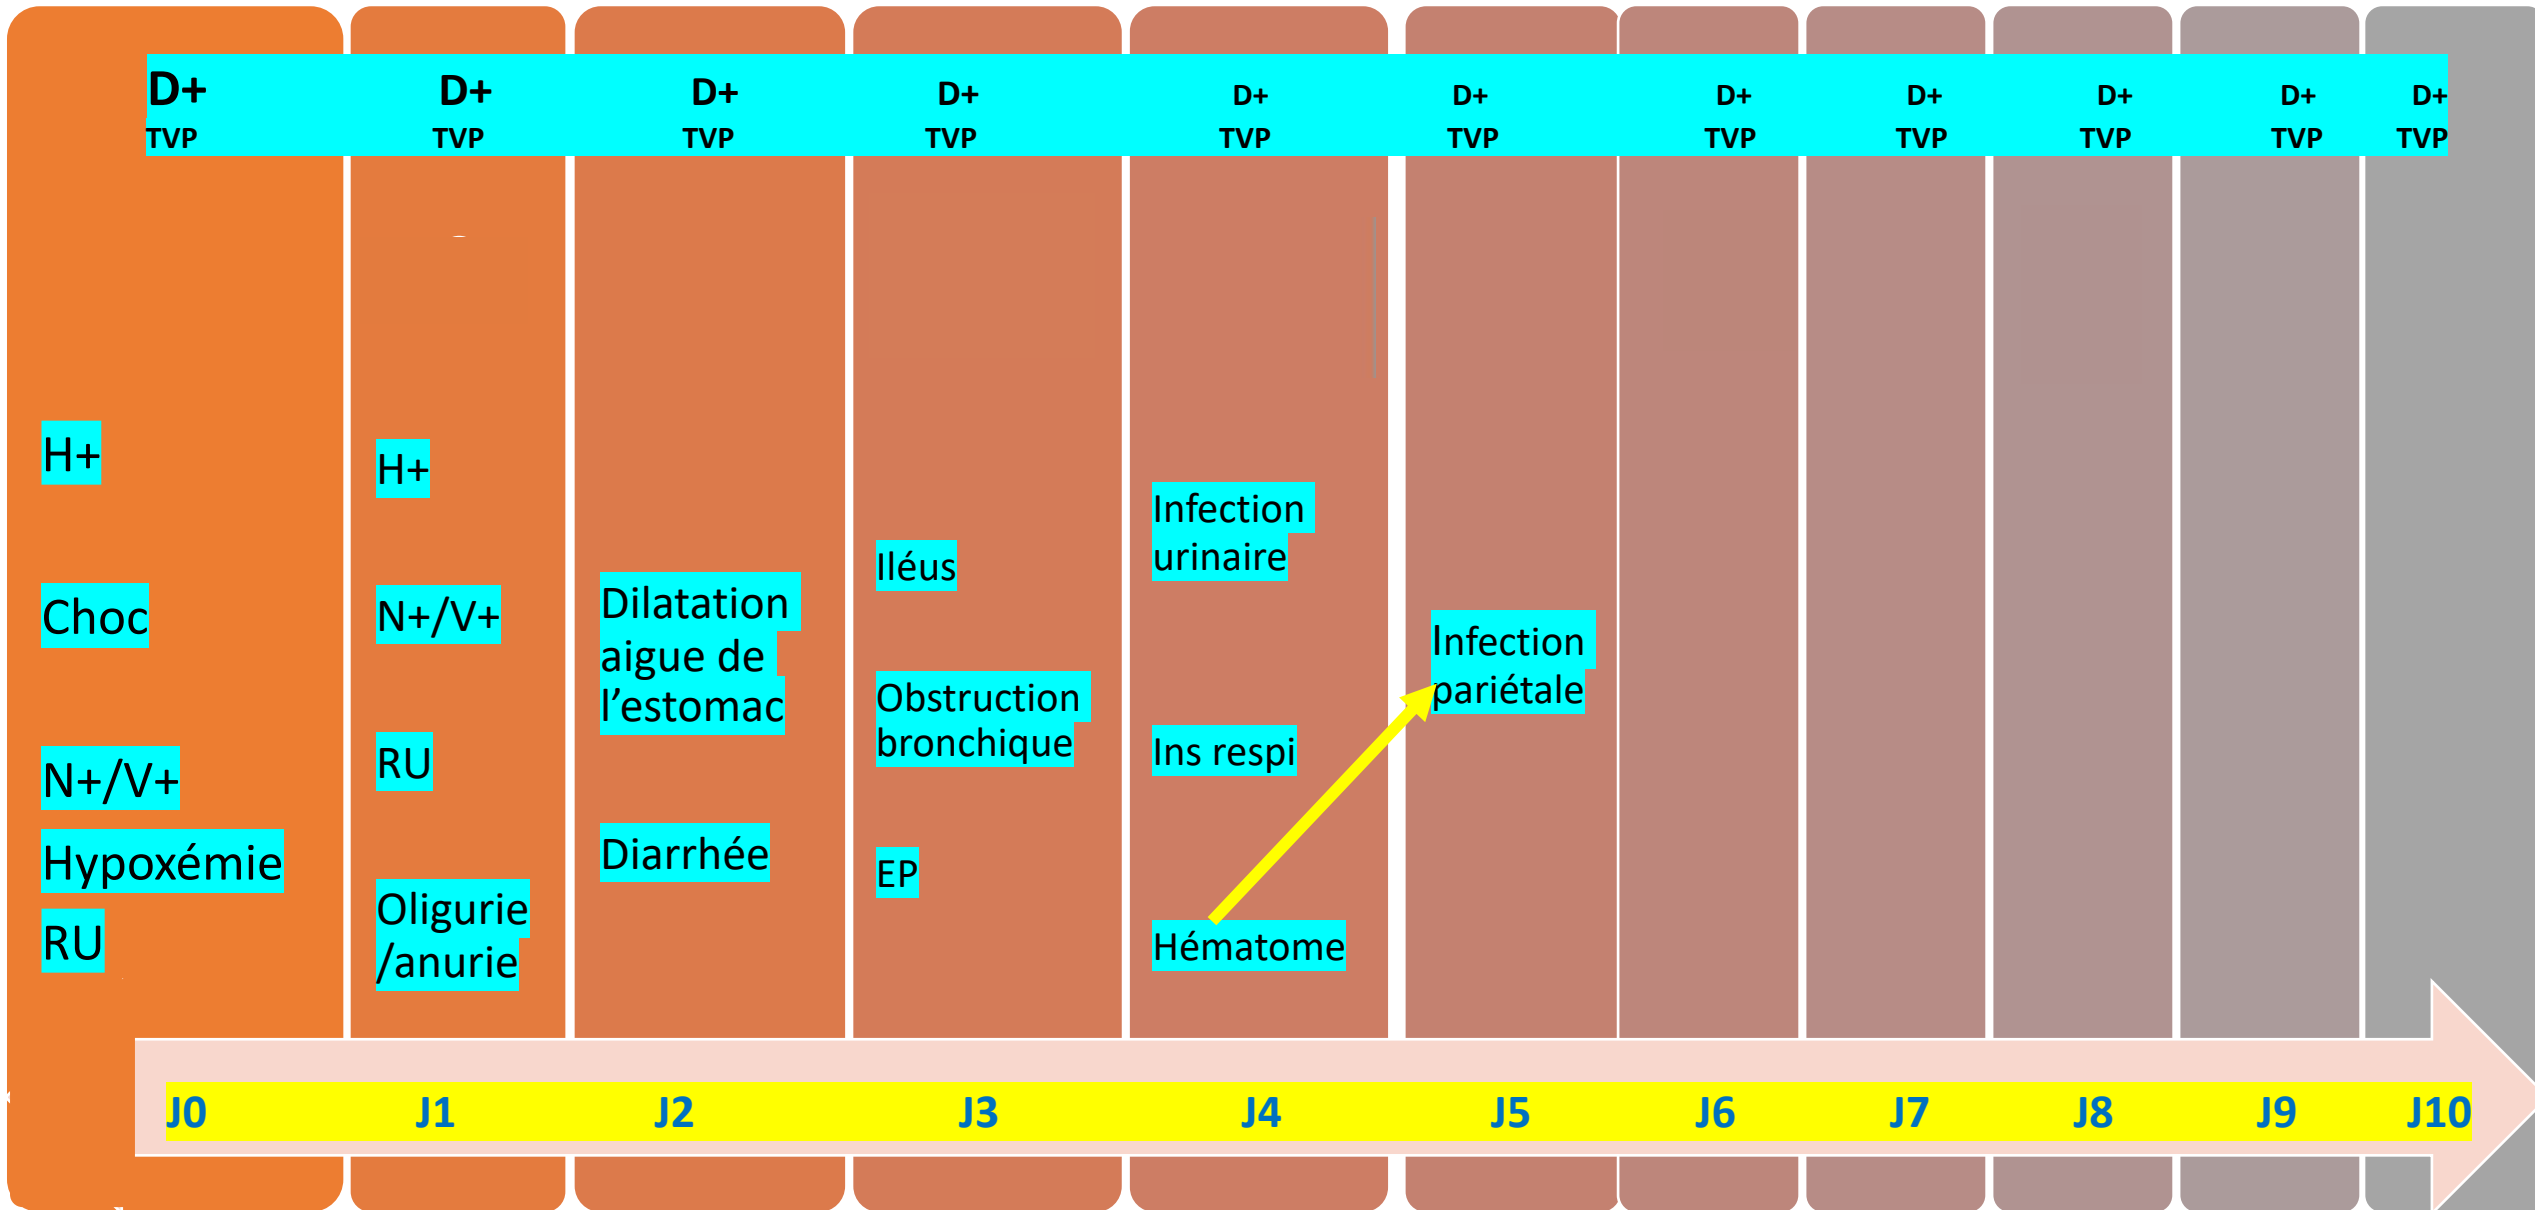 D+ D+ D+ D+ D+ D+ D+ D+ D+ D+ D+
TVP TVP TVP TVP TVP TVP TVP TVP TVP TVP TVP
H+
Choc
N+/V+
Hypoxémie
RU
H+
N+/V+
RU
Oligurie
/anurie
Dilatation
aigue de
l’estomac
Diarrhée
Iléus
Obstruction
bronchique
EP
Infection
urinaire
Ins respi
Hématome
Infection
pariétale
J0 J1 J2 J3 J4 J5 J6 J7 J8 J9 J10